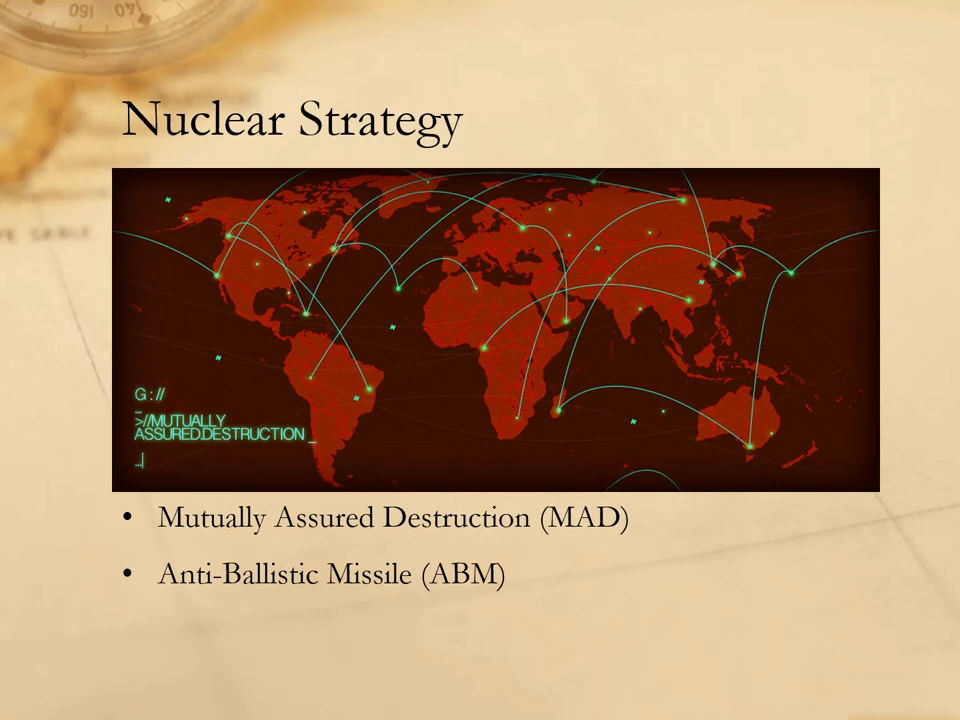 Nuclear Strategy
G://
...
>//MUTUALLY
ASSURED.DESTRUCTION _
...|
• Mutually Assured Destruction (MAD)
• Anti-Ballistic Missile (ABM)